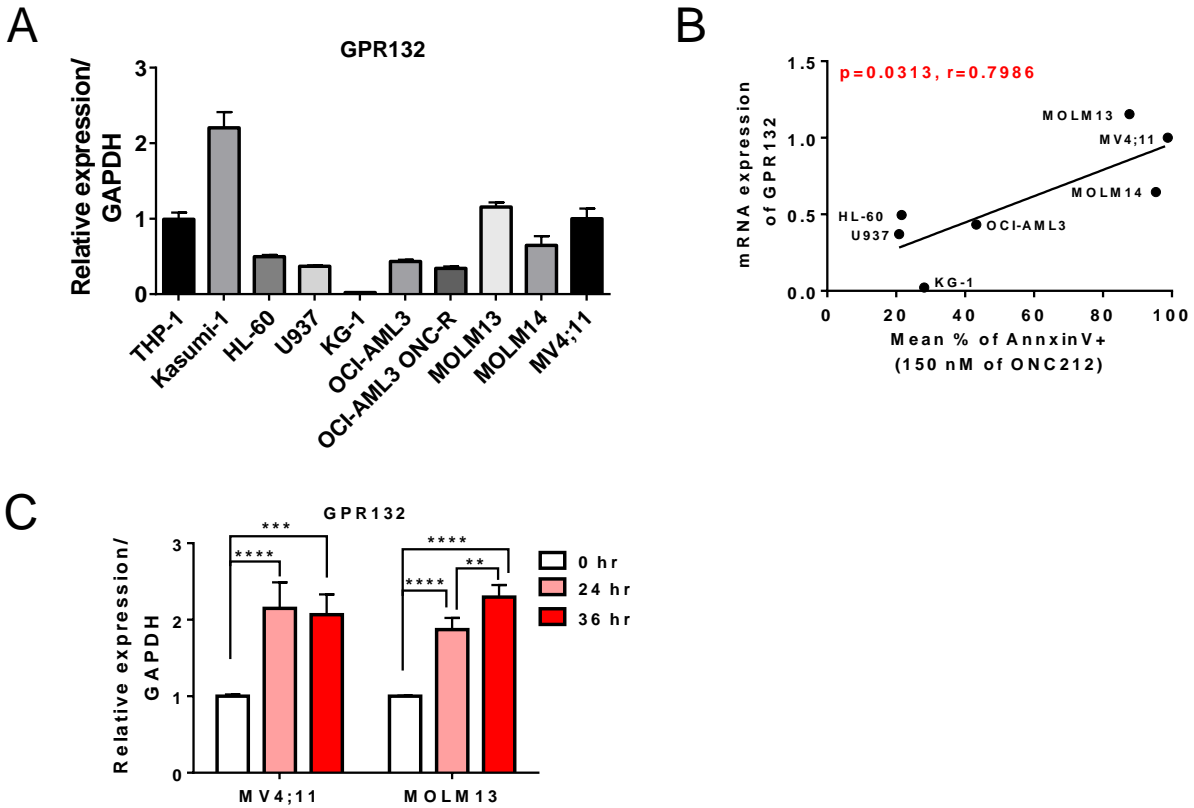 A
GPR132
Relative expression/
GAPDH
3
2
1
0
THP-1
Kasumi-1
HL-60
U937
KG-1
OCI-AML3
OCI-AML3 ONC-R
MOLM13
MOLM14
MV4;11
B
p=0.0313, r=0.7986
mRNA expression
of GPR132
1.5
1.0
0.5
0.0
MOLM13
MV4;11
MOLM14
HL-60
OCI-AML3
U937
KG-1
0 20 40 60 80 100
Mean % of AnnxinV+
(150 nM of ONC212)
C
GPR132
Relative expression/
GAPDH
3
2
1
0
***
****
****
**
****
0 hr
24 hr
36 hr
MV4;11 MOLM13